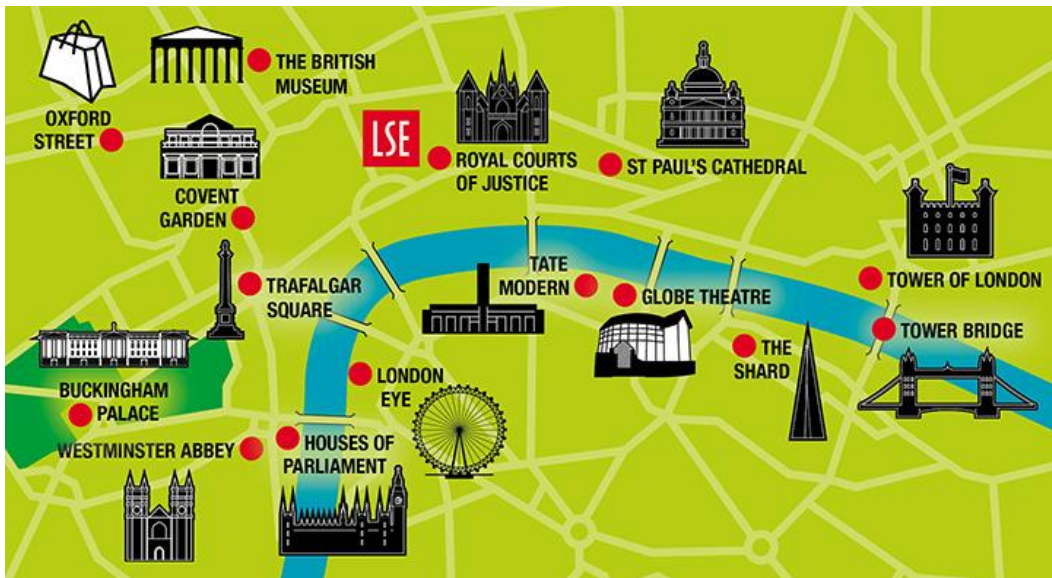 THE BRITISH
MUSEUM
OXFORD
STREET
LSE
ROYAL COURTS
OF JUSTICE
ST PAUL'S CATHEDRAL
COVENT
GARDEN
TRAFALGAR
SQUARE
TATE
MODERN
GLOBE THEATRE
TOWER OF LONDON
TOWER BRIDGE
THE
SHARD
BUCKINGHAM
PALACE
LONDON
EYE
WESTMINSTER ABBEY
HOUSES OF
PARLIAMENT